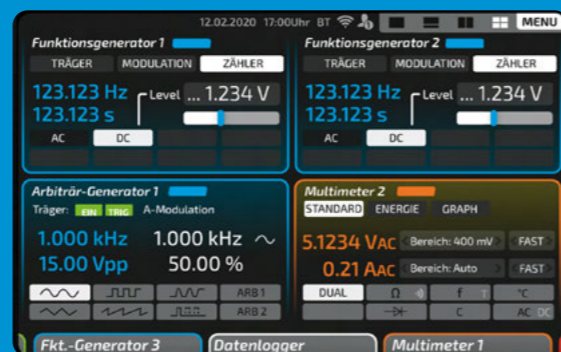 12.02.2020 17:00Uhr BT MENU
Funktionsgenerator 1
TRÄGER MODULATION ZÄHLER
123.123 Hz Level ... 1.234 V
123.123 s
AC DC
Funktionsgenerator 2
TRÄGER MODULATION ZÄHLER
123.123 Hz Level ... 1.234 V
123.123 s
AC DC
Arbiträr-Generator 1
Träger: EIN TRIG A-Modulation
1.000 kHz 1.000 kHz
15.00 Vpp 50.00 %
ARB 1
ARB 2
Multimeter 2
STANDARD ENERGIE GRAPH
5.1234 VAC Bereich: 400 mV FAST
0.21 AAC Bereich: Auto FAST
DUAL Ω f T °C
C AC DC
Fkt.-Generator 3 Datenlogger Multimeter 1